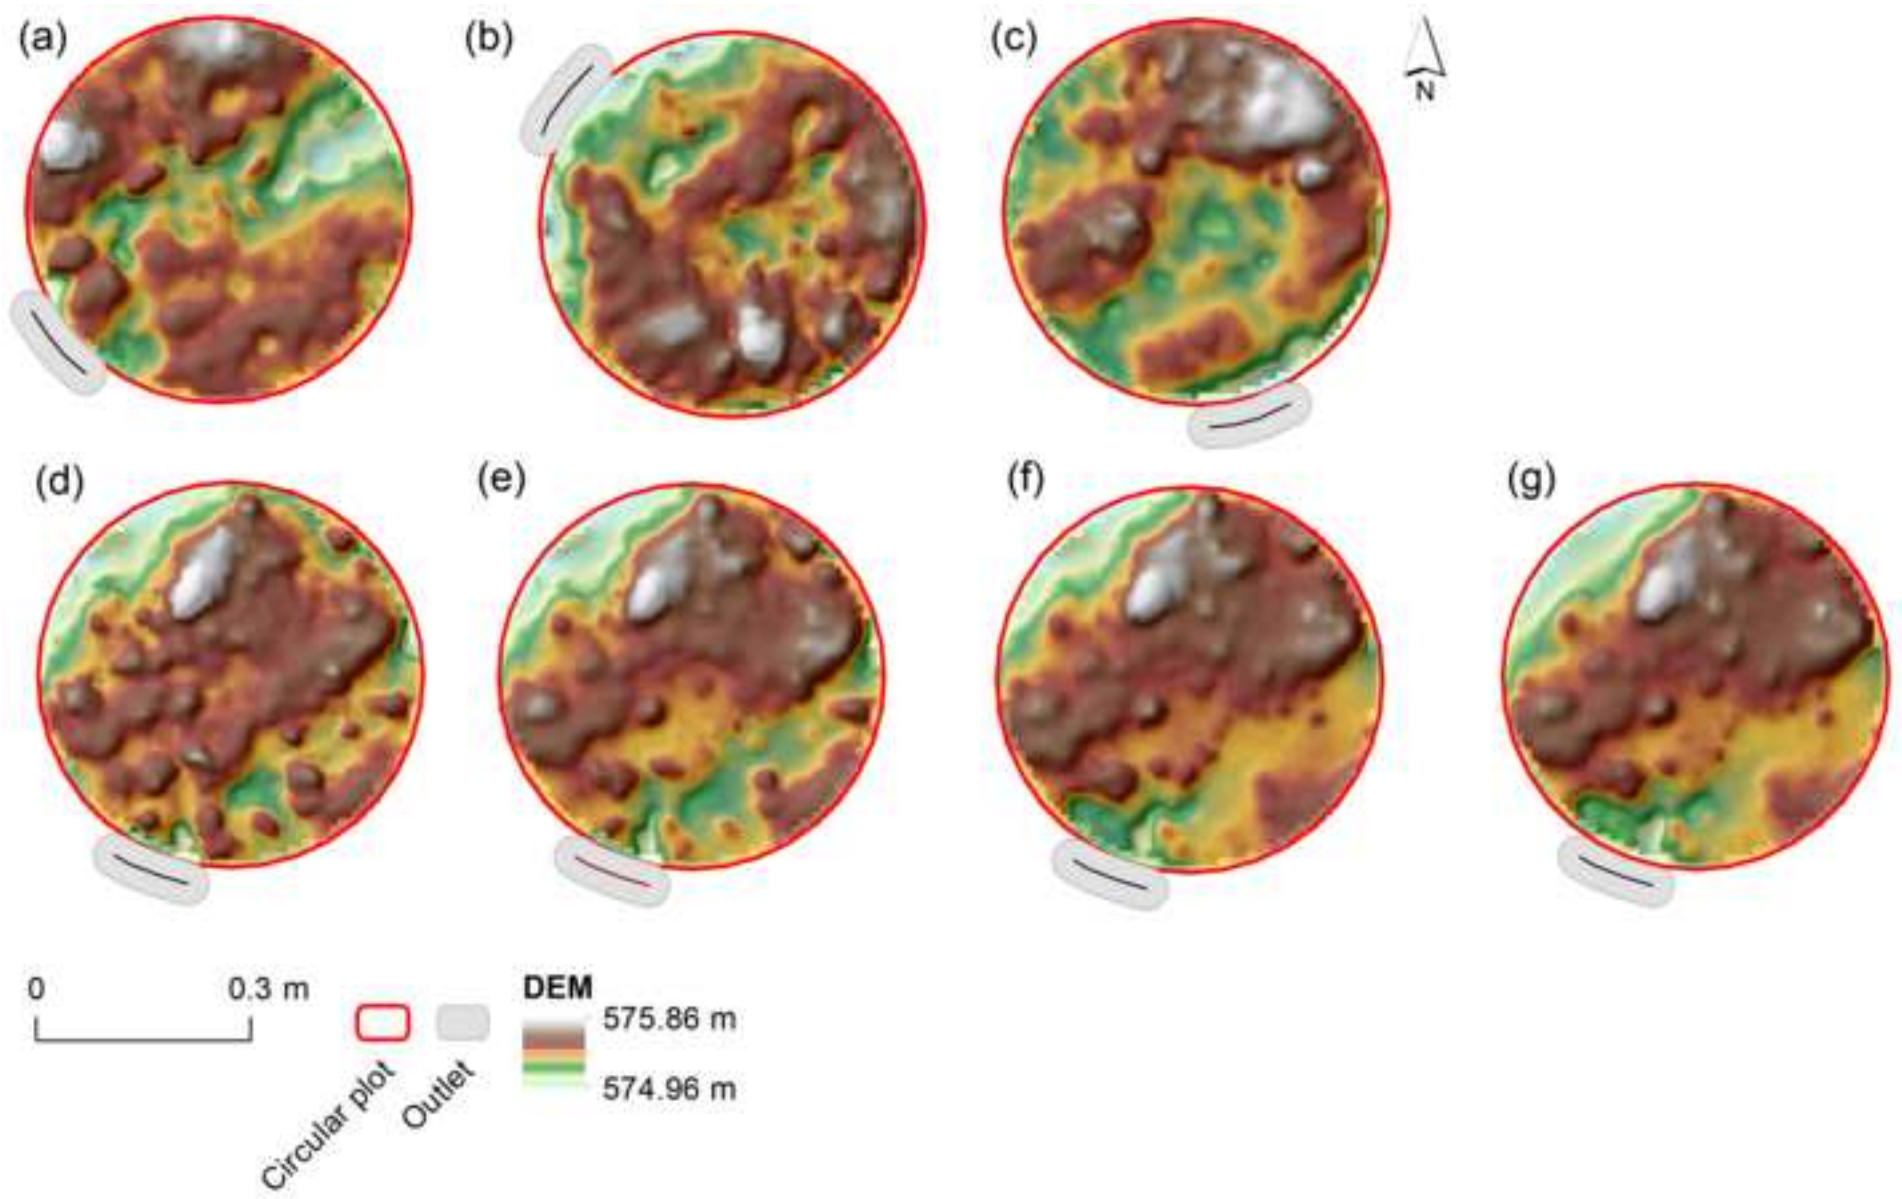 (a)
(b)
(c)
N
(d)
(e)
(f)
(g)
0 0.3 m
Circular plot
Outlet
DEM
575.86 m
574.96 m